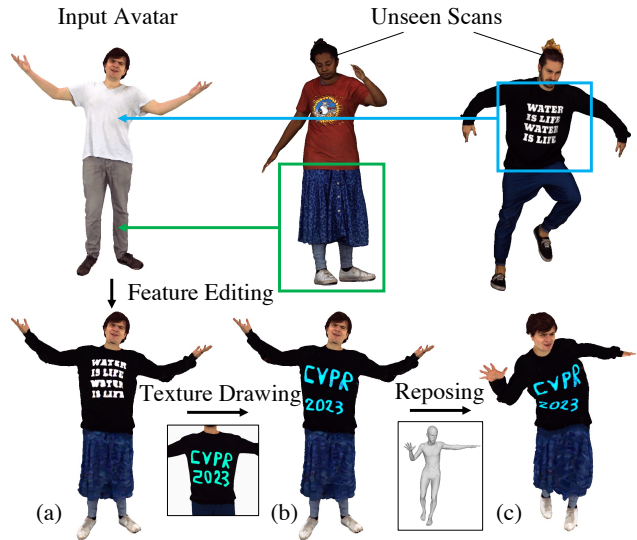 Input Avatar
Unseen Scans
WATER
IS LIFE
WATER
IS LIFE
Feature Editing
WATER
IS LIFE
WATER
IS LIFE
Texture Drawing
CVPR
2023
CVPR
2023
Reposing
CVPR
2023
(a)
(b)
(c)